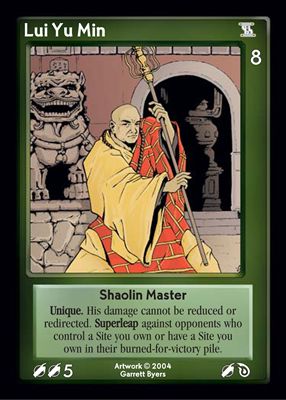 Lui Yu Min
8
Shaolin Master
Unique. His damage cannot be reduced or
redirected. Superleap against opponents who
control a Site you own or have a Site you
own in their burned-for-victory pile.
5
Artwork © 2004
Garrett Byers